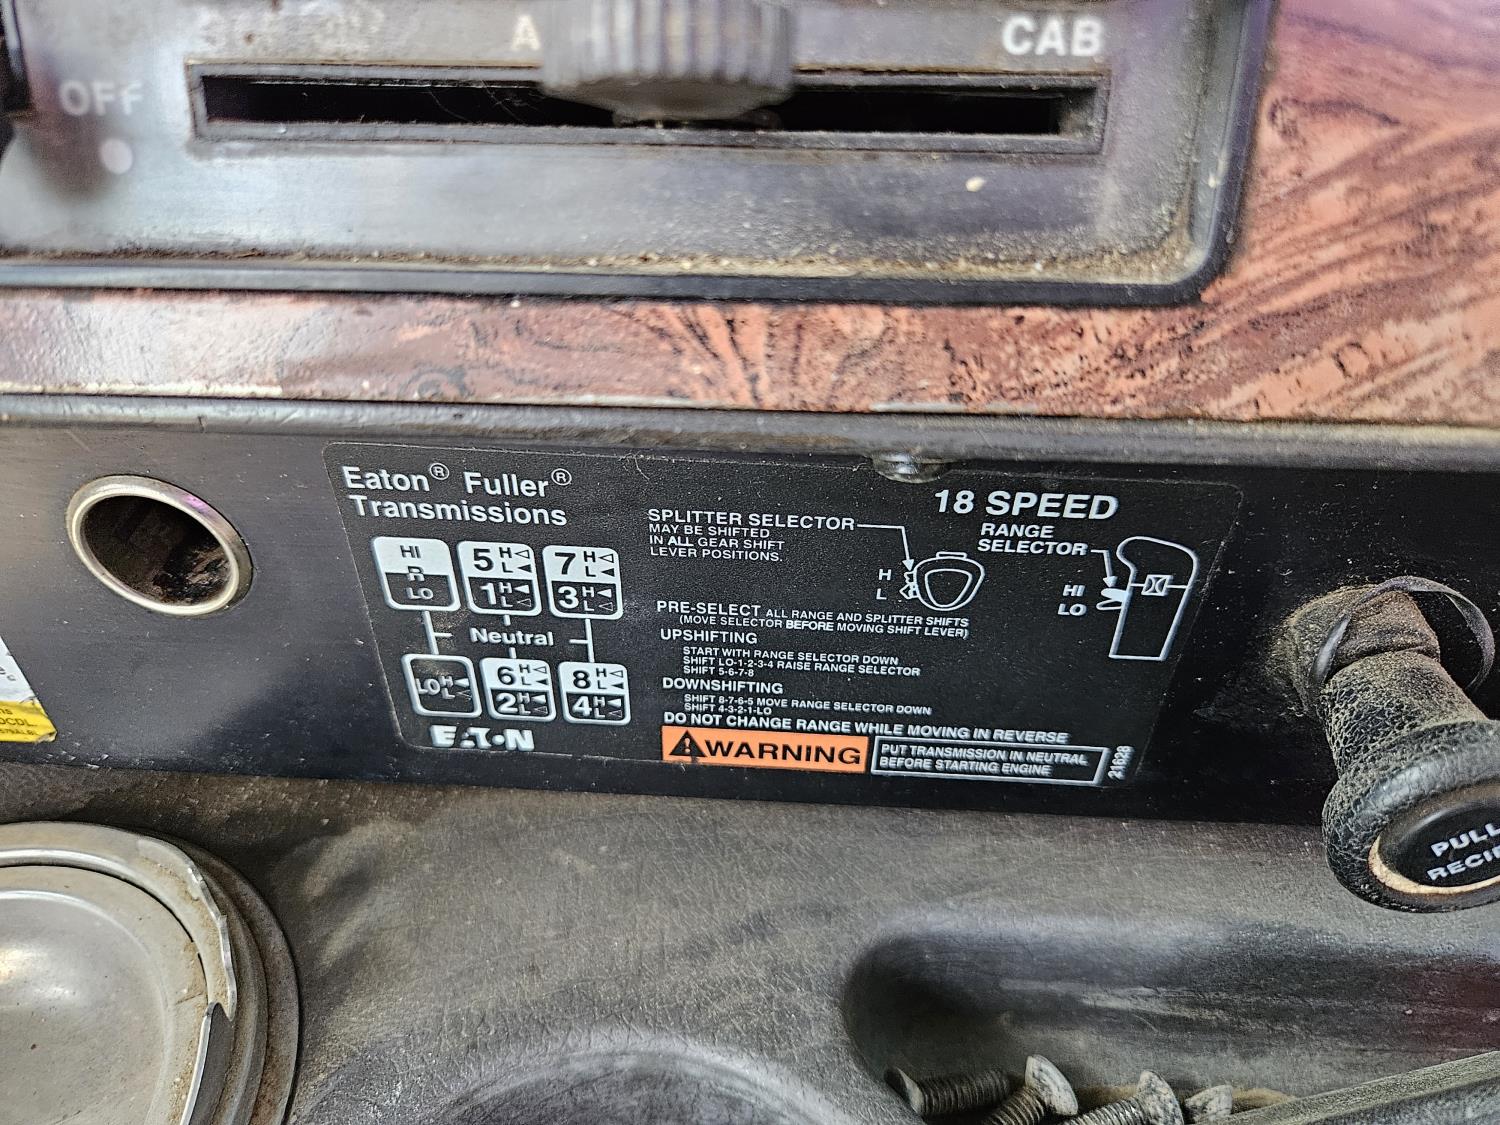 A
CAB
OFF
Eaton® Fuller®
Transmissions
18 SPEED
SPLITTER SELECTOR
MAY BE SHIFTED
IN ALL GEAR SHIFT
LEVER POSITIONS.
RANGE
SELECTOR
H
L
HI
LO
HI
R
LO
5 H
L
1 H
L
7 H
L
3 H
L
Neutral
LO H
L
6 H
L
2 H
L
8 H
L
4 H
L
EATON
PRE-SELECT ALL RANGE AND SPLITTER SHIFTS
(MOVE SELECTOR BEFORE MOVING SHIFT LEVER)
UPSHIFTING
START WITH RANGE SELECTOR DOWN
SHIFT LO-1-2-3-4 RAISE RANGE SELECTOR
SHIFT 5-6-7-8
DOWNSHIFTING
SHIFT 8-7-6-5 MOVE RANGE SELECTOR DOWN
SHIFT 4-3-2-1-LO
DO NOT CHANGE RANGE WHILE MOVING IN REVERSE
WARNING
PUT TRANSMISSION IN NEUTRAL
BEFORE STARTING ENGINE
21628
PULL